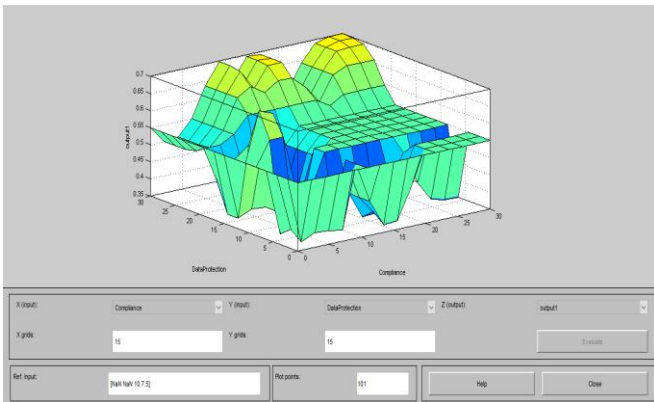 0.7
0.65
0.6
0.55
0.5
0.45
0.4
0.35
output1
30
25
20
15
10
5
0
0
5
10
15
20
25
30
DataProtection
Compliance
X (input):
Compliance
Y (input):
DataProtection
Z (output):
output1
X grids:
15
Y grids:
15
Evaluate
Ref. input:
[NaN NaN 10 7.5]
Plot points:
101
Help
Close